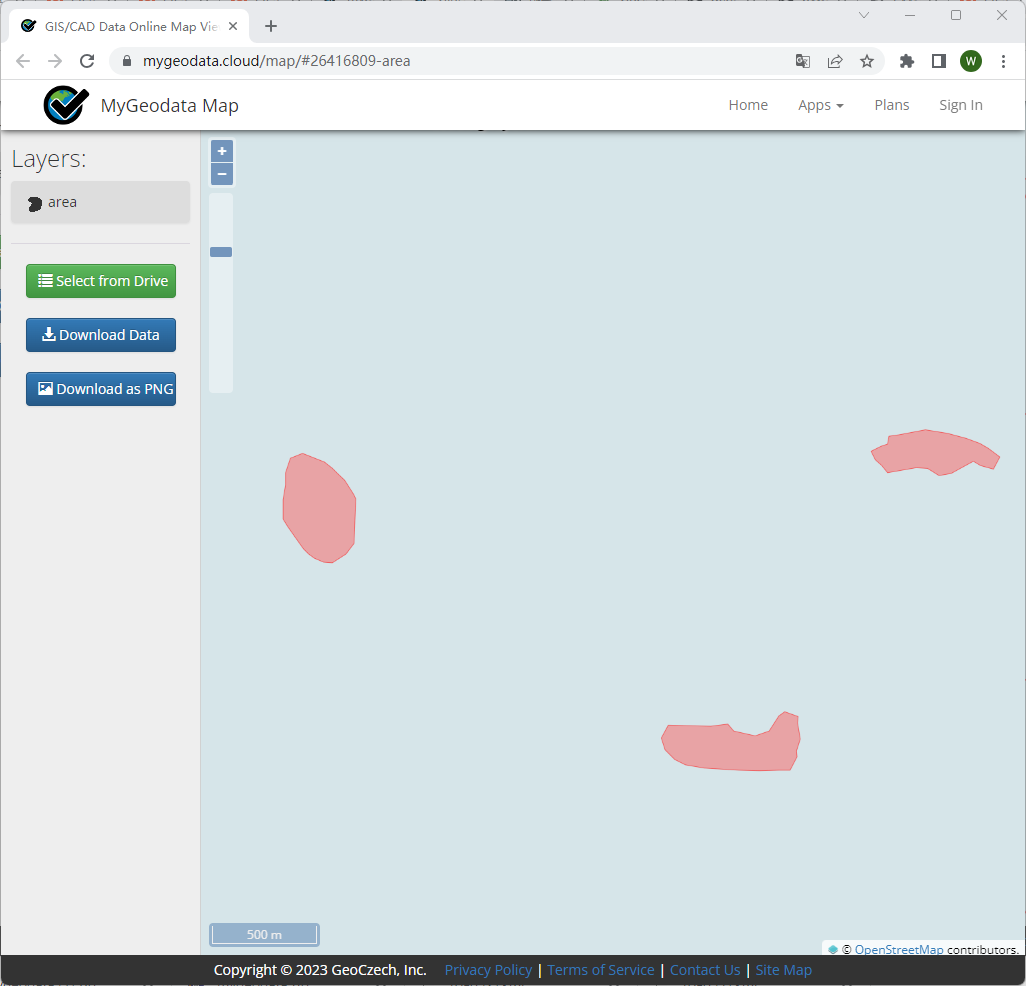 GIS/CAD Data Online Map Vie
mygeodata.cloud/map/#26416809-area
W
MyGeodata Map
Home Apps Plans Sign In
Layers:
area
Select from Drive
Download Data
Download as PNG
+
−
500 m
© OpenStreetMap contributors.
Copyright © 2023 GeoCzech, Inc. Privacy Policy | Terms of Service | Contact Us | Site Map